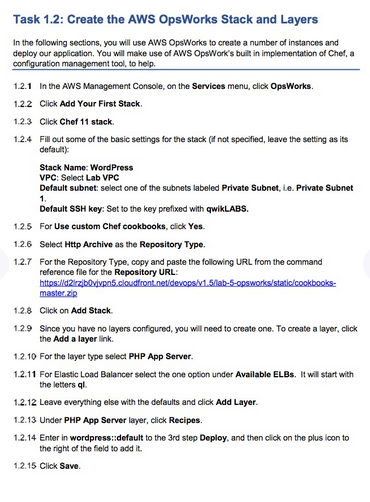 Task 1.2: Create the AWS OpsWorks Stack and Layers
In the following sections, you will use AWS OpsWorks to create a number of instances and
deploy our application. You will make use of AWS OpsWork's built in implementation of Chef, a
configuration management tool, to help.
1.2.1 In the AWS Management Console, on the Services menu, click OpsWorks.
1.2.2 Click Add Your First Stack.
1.2.3 Click Chef 11 stack.
1.2.4 Fill out some of the basic settings for the stack (if not specified, leave the setting as its
default):
Stack Name: WordPress
VPC: Select Lab VPC
Default subnet: select one of the subnets labeled Private Subnet, i.e. Private Subnet
1.
Default SSH key: Set to the key prefixed with qwikLABS.
1.2.5 For Use custom Chef cookbooks, click Yes.
1.2.6 Select Http Archive as the Repository Type.
1.2.7 For the Repository Type, copy and paste the following URL from the command
reference file for the Repository URL:
https://d2lrzjb0vjvpn5.cloudfront.net/devops/v1.5/lab-5-opsworks/static/cookbooks-
master.zip
1.2.8 Click on Add Stack.
1.2.9 Since you have no layers configured, you will need to create one. To create a layer, click
the Add a layer link.
1.2.10 For the layer type select PHP App Server.
1.2.11 For Elastic Load Balancer select the one option under Available ELBs. It will start with
the letters ql.
1.2.12 Leave everything else with the defaults and click Add Layer.
1.2.13 Under PHP App Server layer, click Recipes.
1.2.14 Enter in wordpress::default to the 3rd step Deploy, and then click on the plus icon to
the right of the field to add it.
1.2.15 Click Save.